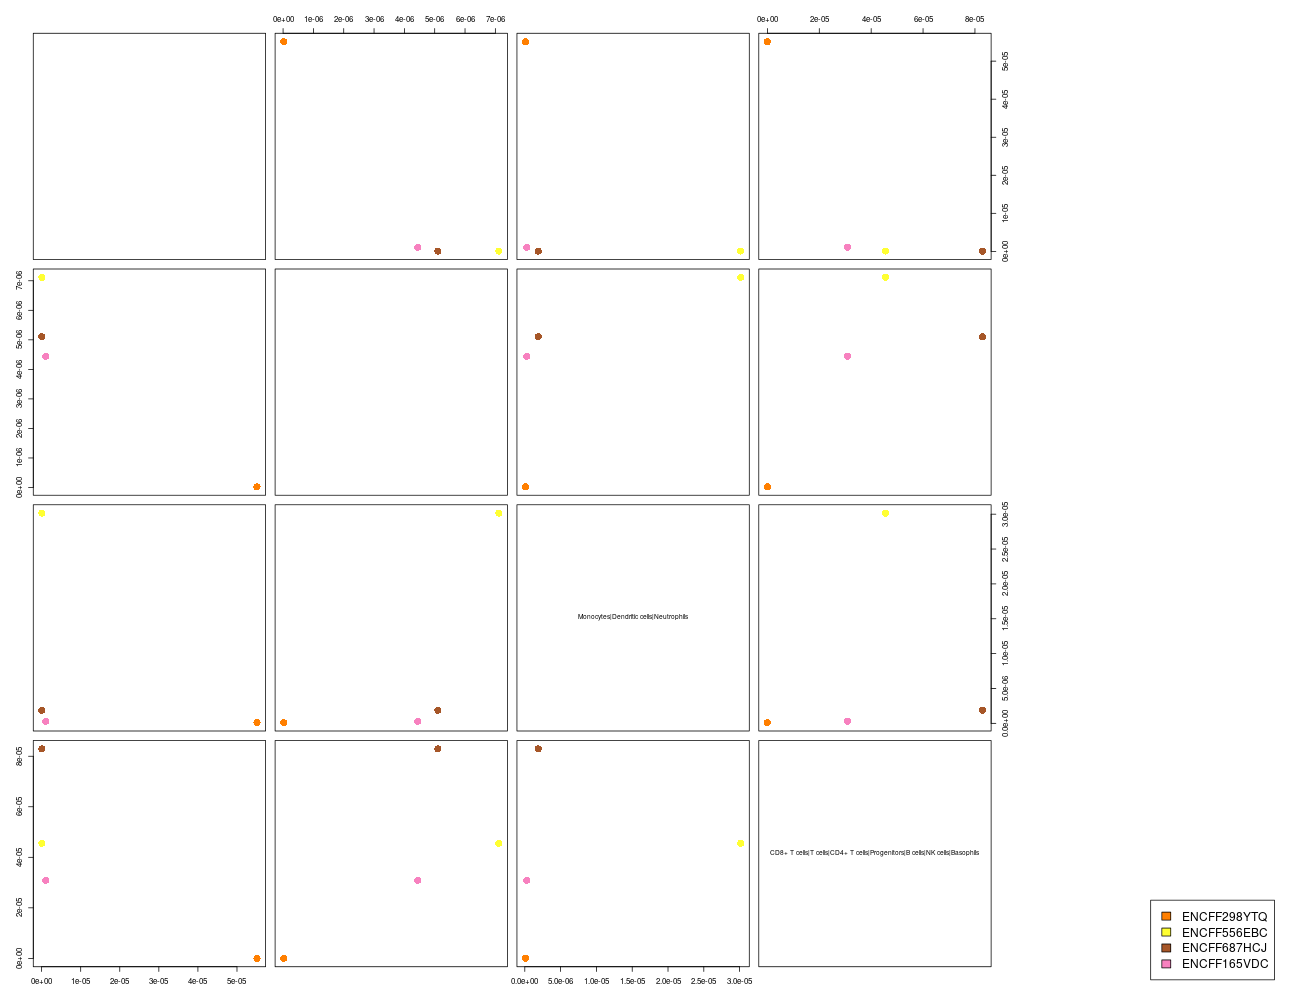 0e+00 1e-06 2e-06 3e-06 4e-06 5e-06 6e-06 7e-06
0e+00 2e-05 4e-05 6e-05 8e-05
0e+00 1e-05 2e-05 3e-05 4e-05 5e-05
0e+00 1e-06 2e-06 3e-06 4e-06 5e-06 6e-06 7e-06
Monocytes|Dendritic cells|Neutrophils
0.0e+00 5.0e-06 1.0e-05 1.5e-05 2.0e-05 2.5e-05 3.0e-05
0e+00 2e-05 4e-05 6e-05 8e-05
CD8+ T cells|T cells|CD4+ T cells|Progenitors|B cells|NK cells|Basophils
0e+00 1e-05 2e-05 3e-05 4e-05 5e-05
0.0e+00 5.0e-06 1.0e-05 1.5e-05 2.0e-05 2.5e-05 3.0e-05
ENCFF298YTQ
ENCFF556EBC
ENCFF687HCJ
ENCFF165VDC